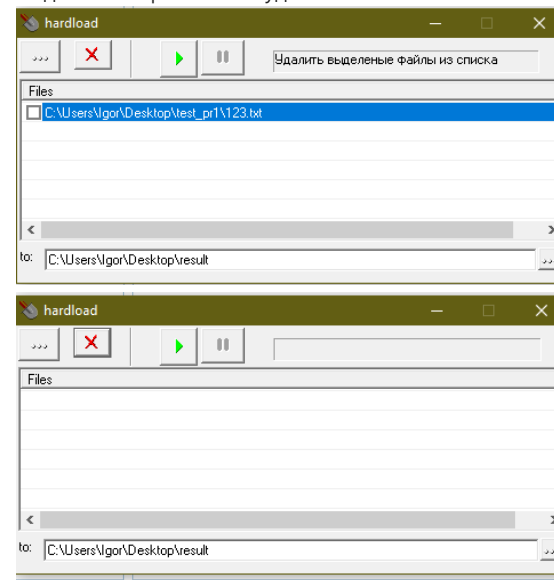 hardload
...
Удалить выделеные файлы из списка
Files
C:\Users\Igor\Desktop\test_pr1\123.txt
to: C:\Users\Igor\Desktop\result
hardload
...
Files
to: C:\Users\Igor\Desktop\result